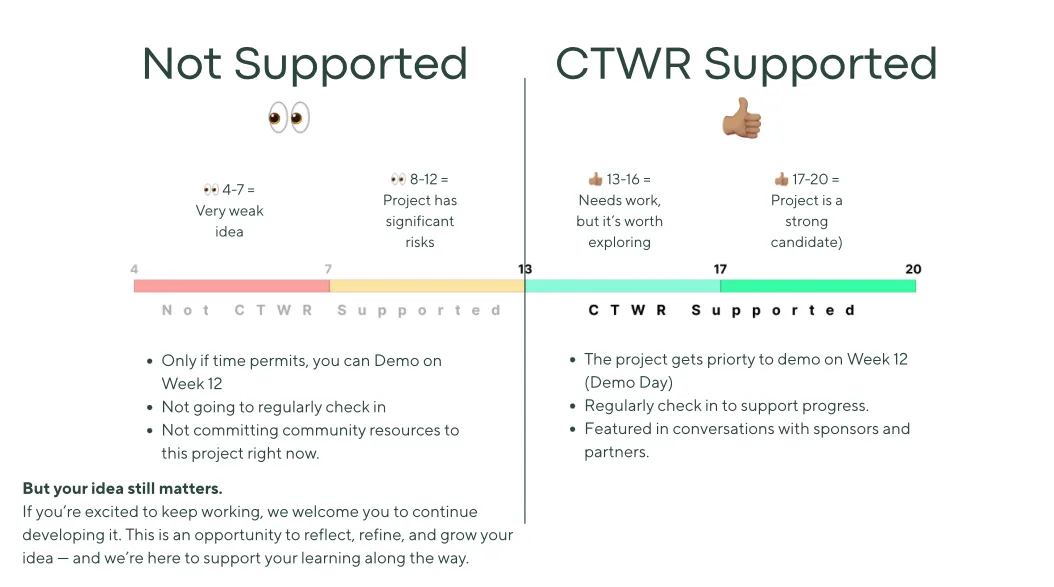 Not Supported
CTWR Supported
👀
👍🏽
👀 4-7 =
Very weak
idea
👀 8-12 =
Project has
significant
risks
👍🏽 13-16 =
Needs work,
but it’s worth
exploring
👍🏽 17-20 =
Project is a
strong
candidate)
4
7
13
17
20
Not CTWR Supported
CTWR Supported
• Only if time permits, you can Demo on
Week 12
• Not going to regularly check in
• Not committing community resources to
this project right now.
• The project gets priorty to demo on Week 12
(Demo Day)
• Regularly check in to support progress.
• Featured in conversations with sponsors and
partners.
But your idea still matters.
If you’re excited to keep working, we welcome you to continue
developing it. This is an opportunity to reflect, refine, and grow your
idea — and we’re here to support your learning along the way.